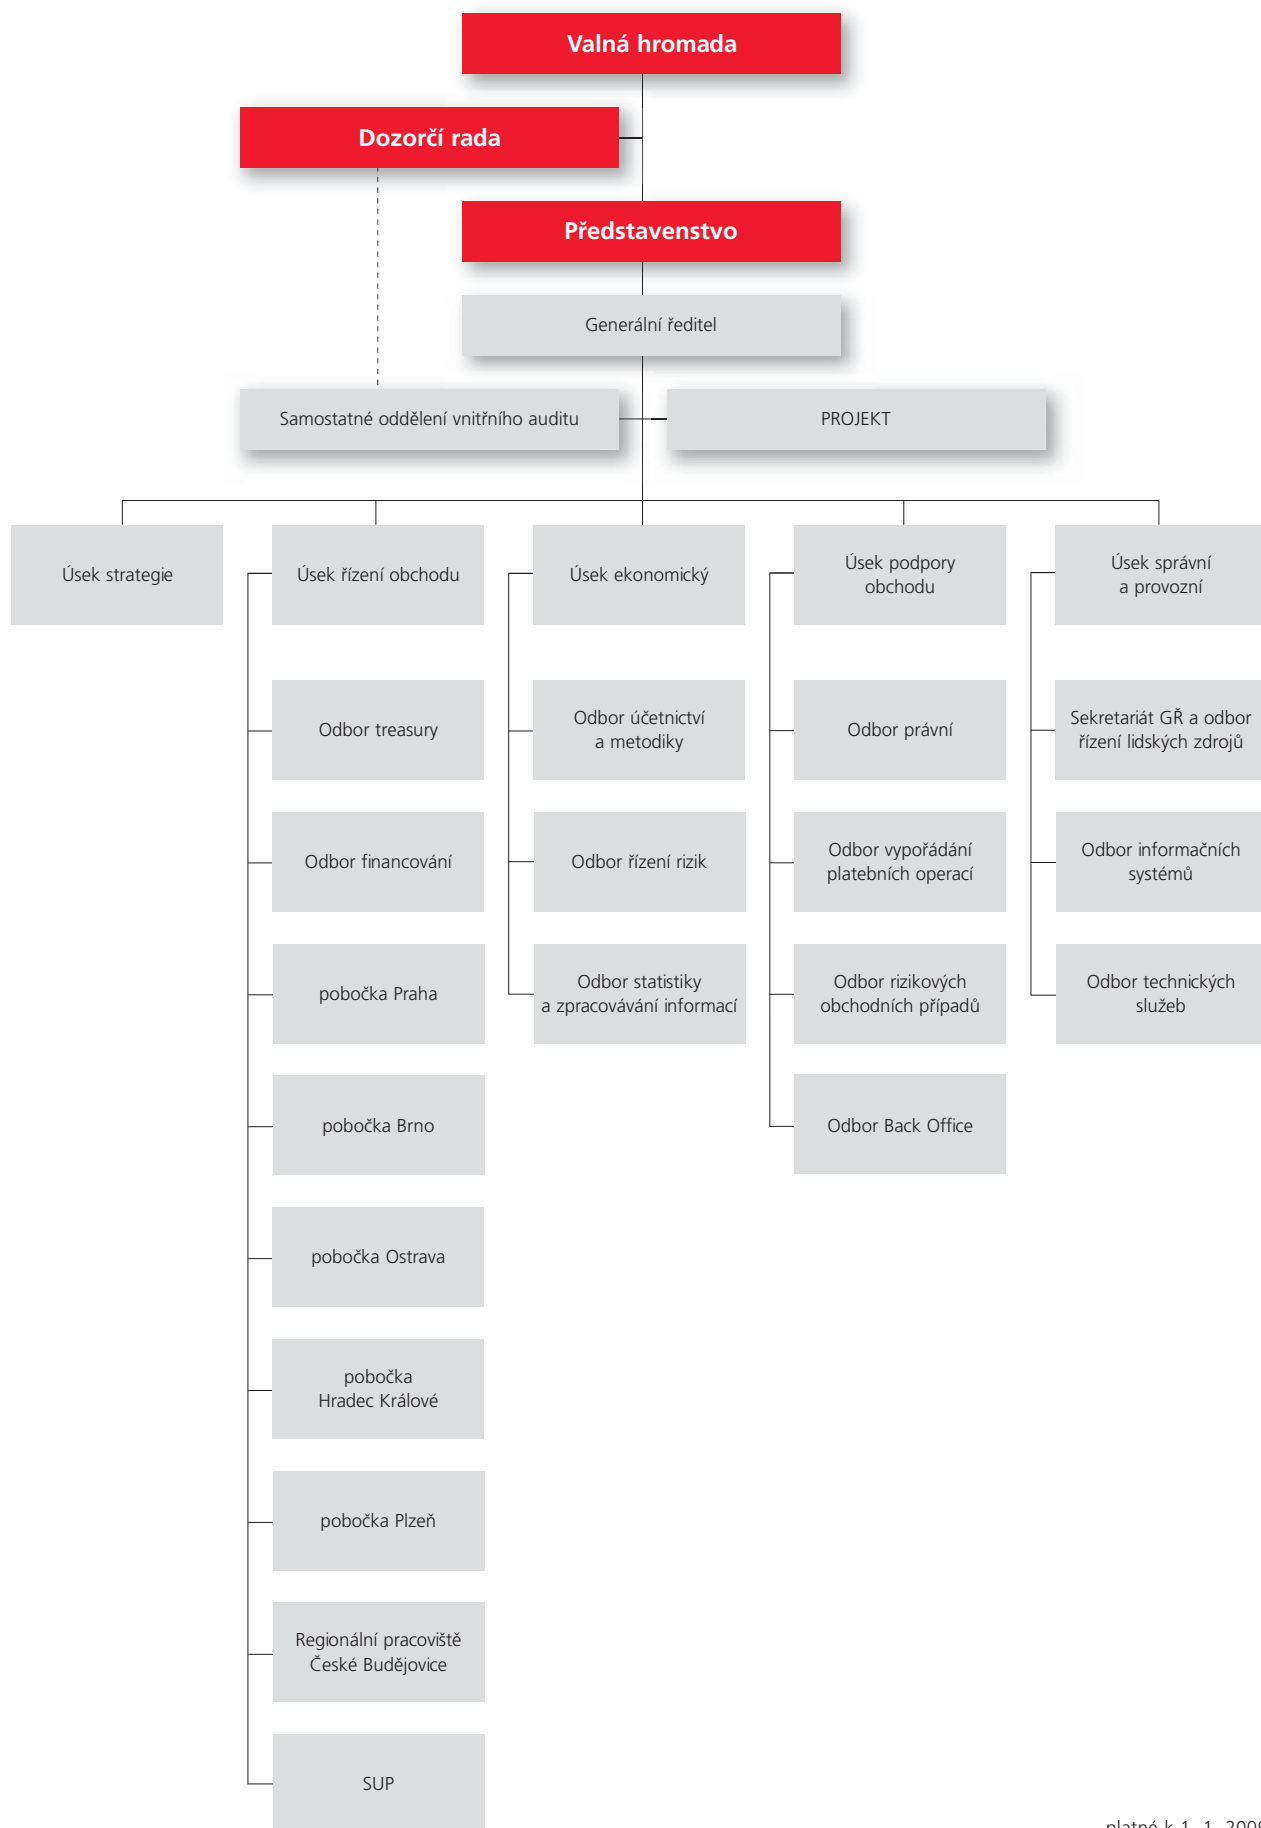 Valná hromada
Dozorčí rada
Představenstvo
Generální ředitel
Samostatné oddělení vnitřního auditu
PROJEKT
Úsek strategie
Úsek řízení obchodu
Úsek ekonomický
Úsek podpory
obchodu
Úsek správní
a provozní
Odbor treasury
Odbor účetnictví
a metodiky
Odbor právní
Sekretariát GŘ a odbor
řízení lidských zdrojů
Odbor financování
Odbor řízení rizik
Odbor vypořádání
platebních operací
Odbor informačních
systémů
pobočka Praha
Odbor statistiky
a zpracovávání informací
Odbor rizikových
obchodních případů
Odbor technických
služeb
pobočka Brno
Odbor Back Office
pobočka Ostrava
pobočka
Hradec Králové
pobočka Plzeň
Regionální pracoviště
České Budějovice
SUP
platné k 1. 1. 2009